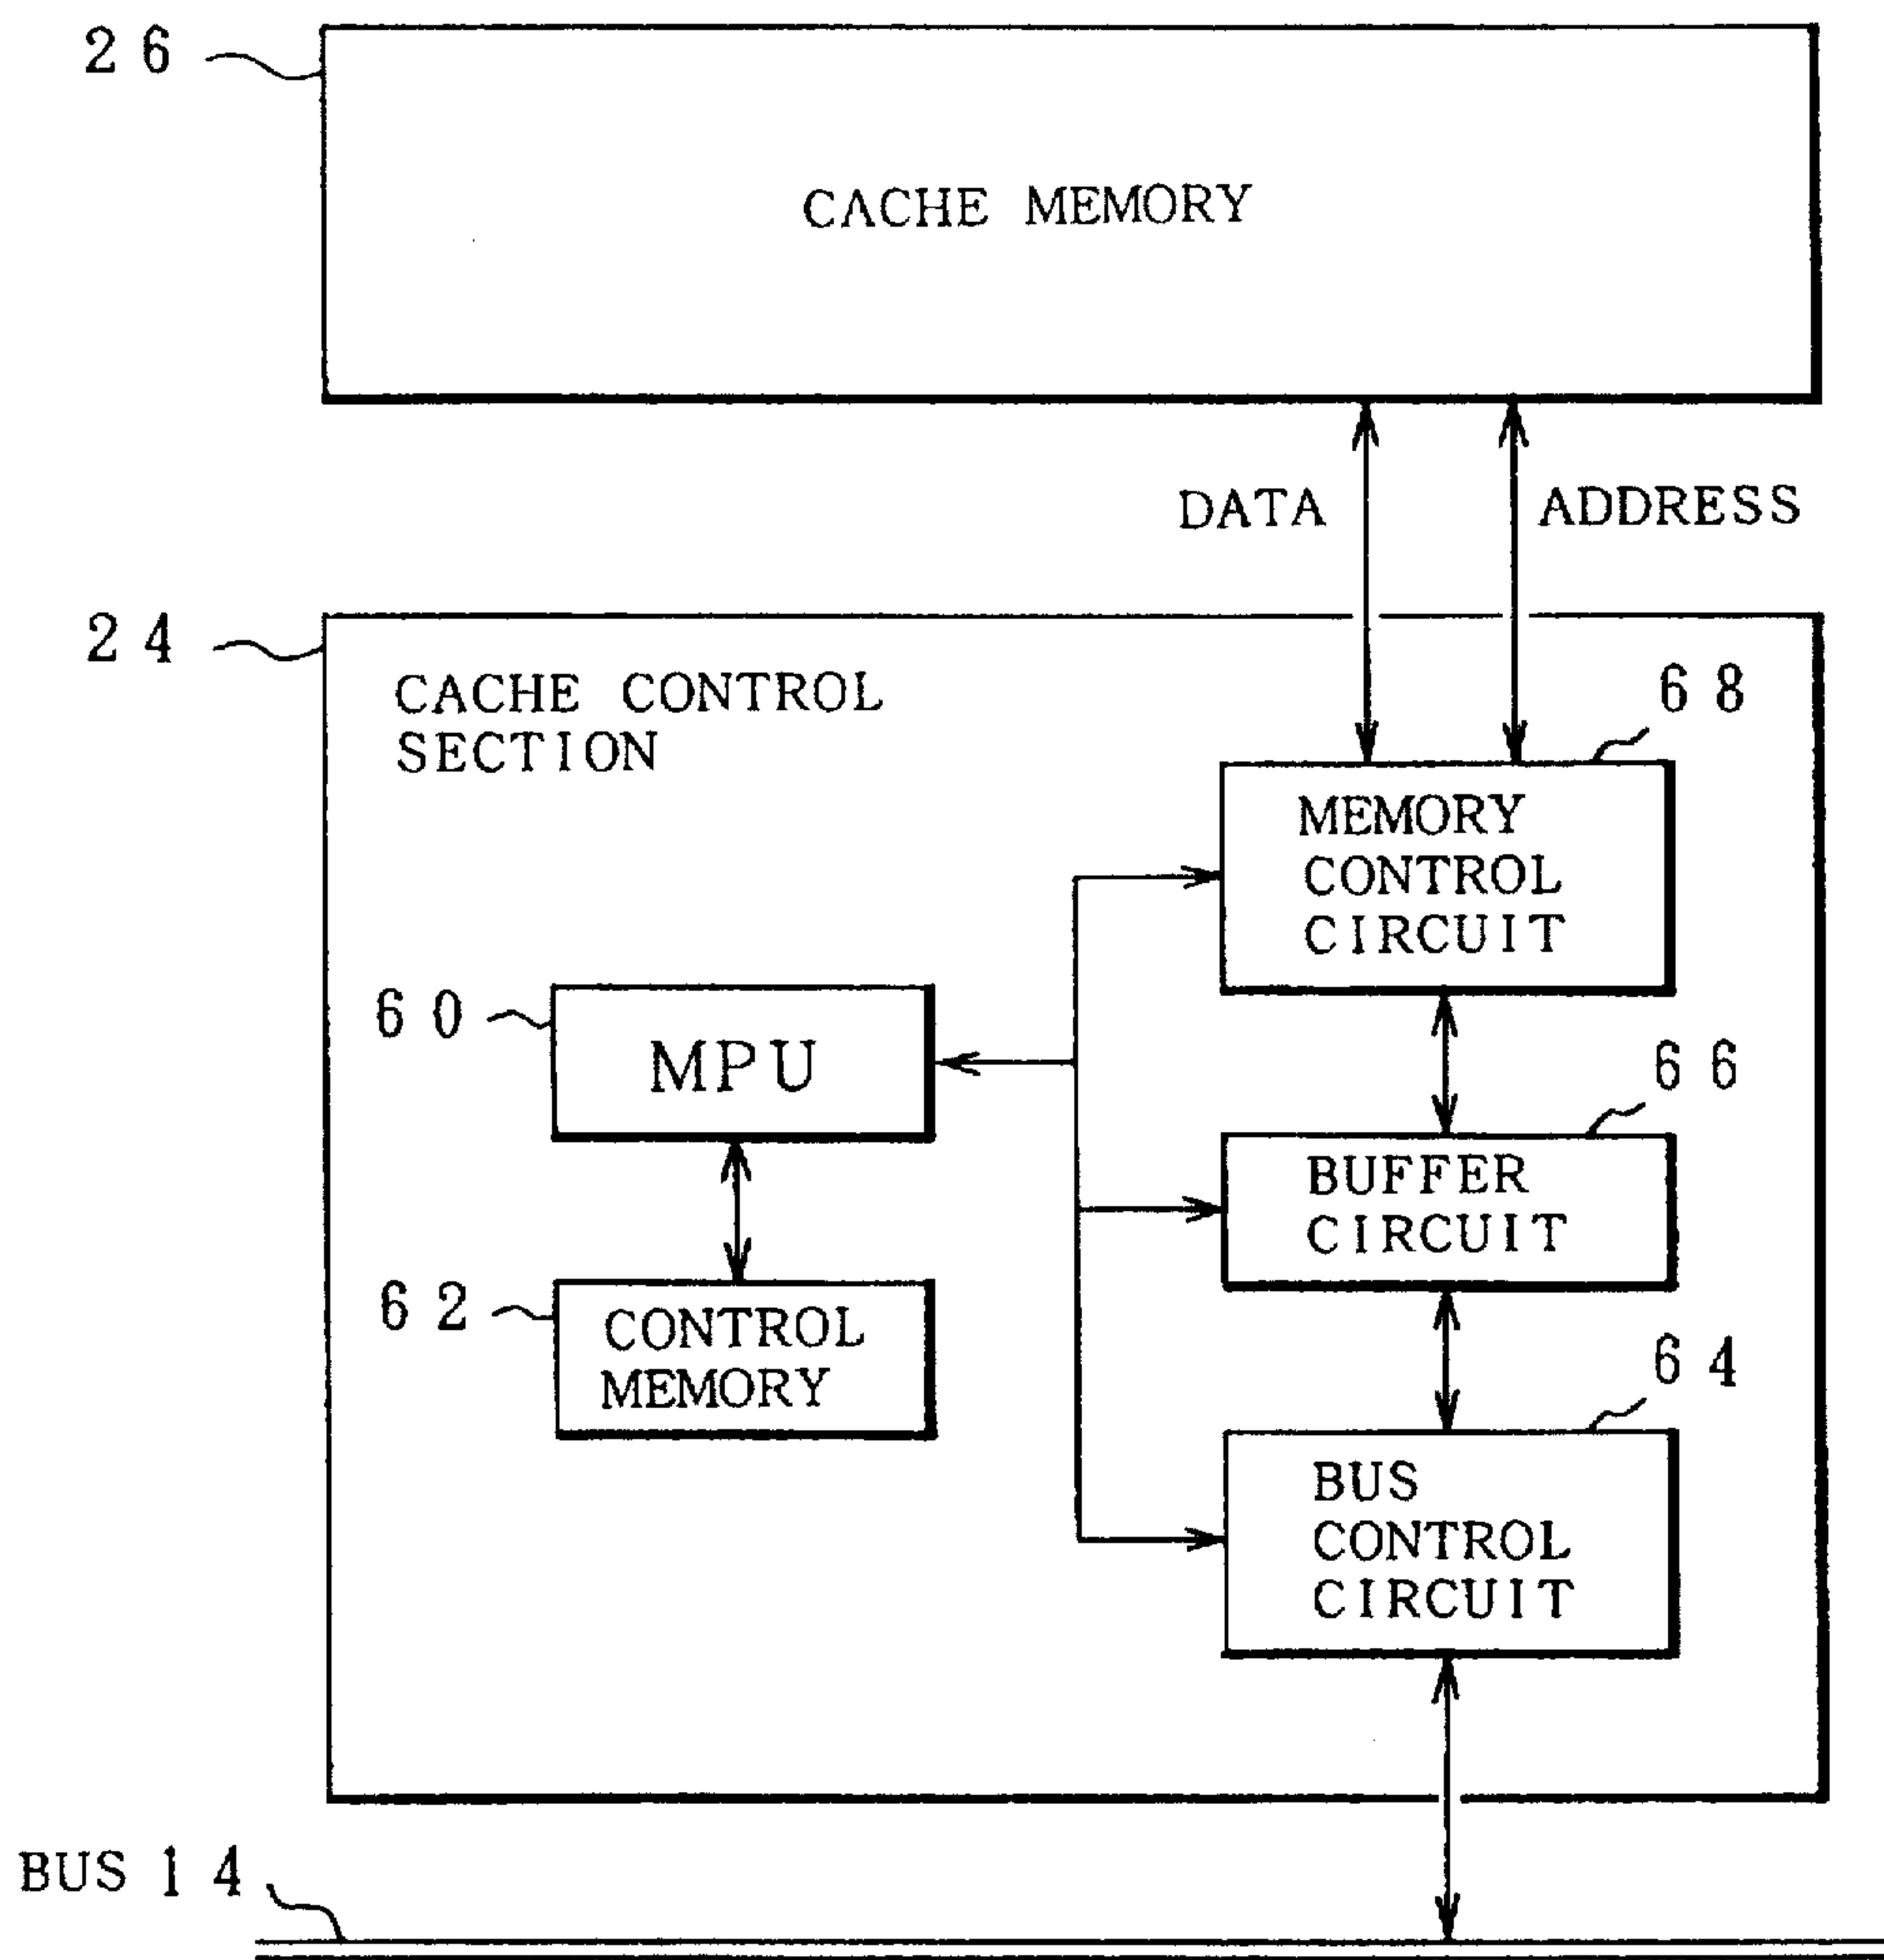 26
CACHE MEMORY
DATA
ADDRESS
24
CACHE CONTROL
SECTION
68
MEMORY
CONTROL
CIRCUIT
60
MPU
66
BUFFER
CIRCUIT
62
CONTROL
MEMORY
64
BUS
CONTROL
CIRCUIT
BUS 14